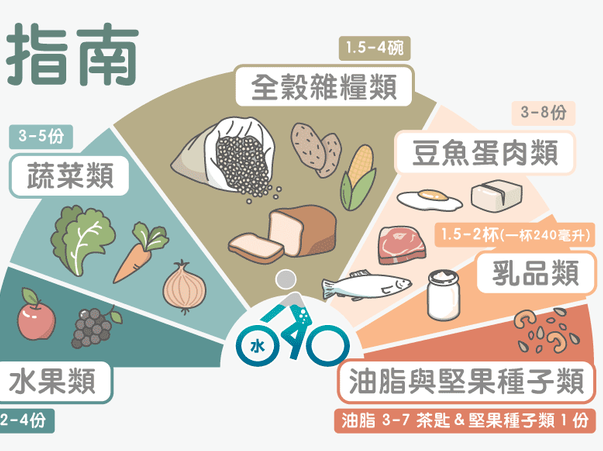 指南
1.5-4碗
全穀雜糧類
3-5份
蔬菜類
3-8份
豆魚蛋肉類
1.5-2杯(一杯240毫升)
乳品類
水
水果類
2-4份
油脂與堅果種子類
油脂 3-7 茶匙&堅果種子類 1 份